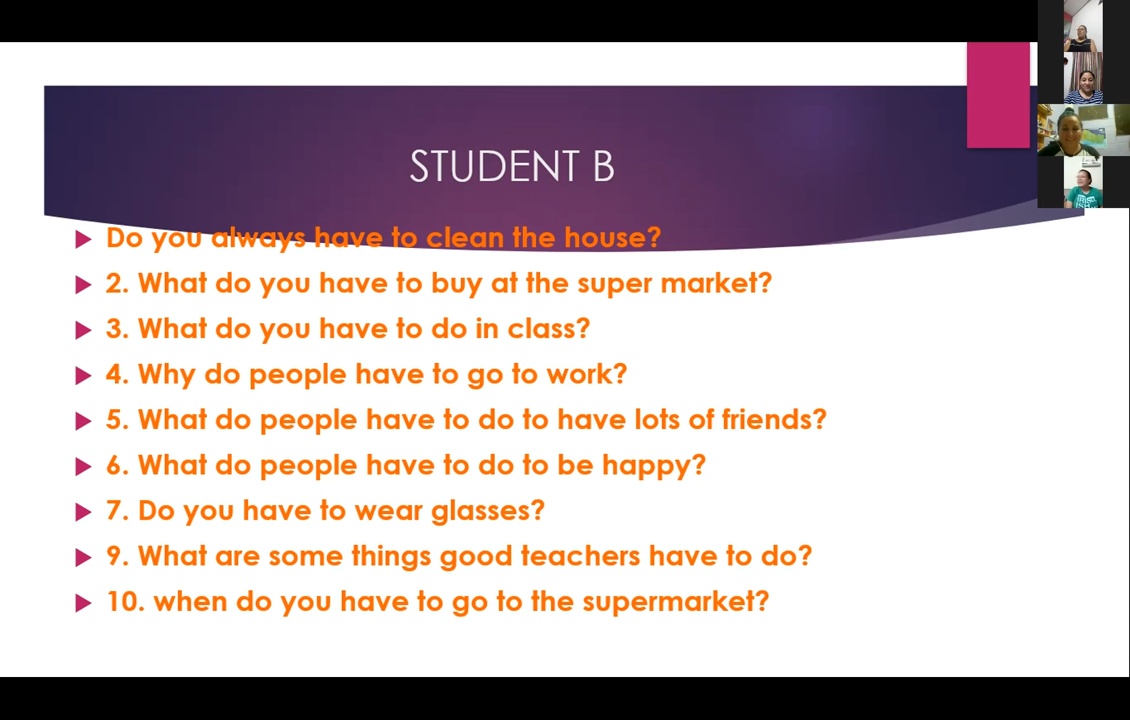 STUDENT B
Do you always have to clean the house?
2. What do you have to buy at the super market?
3. What do you have to do in class?
4. Why do people have to go to work?
5. What do people have to do to have lots of friends?
6. What do people have to do to be happy?
7. Do you have to wear glasses?
9. What are some things good teachers have to do?
10. when do you have to go to the supermarket?